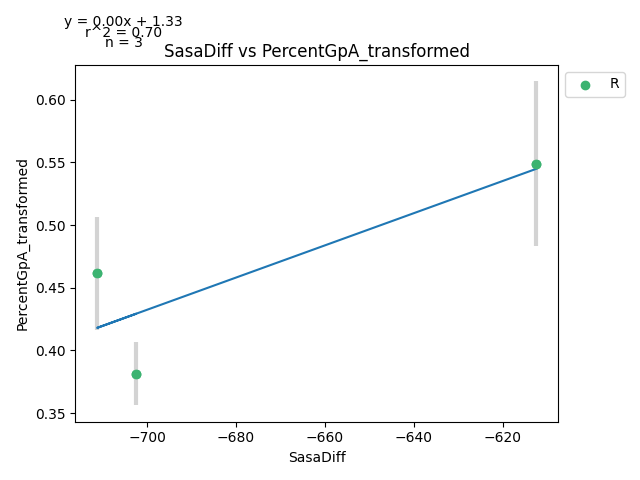 y = 0.00x + 1.33
r^2 = 0.70
n = 3
SasaDiff vs PercentGpA_transformed
R
0.60
0.55
0.50
0.45
0.40
0.35
PercentGpA_transformed
−700
−680
−660
−640
−620
SasaDiff